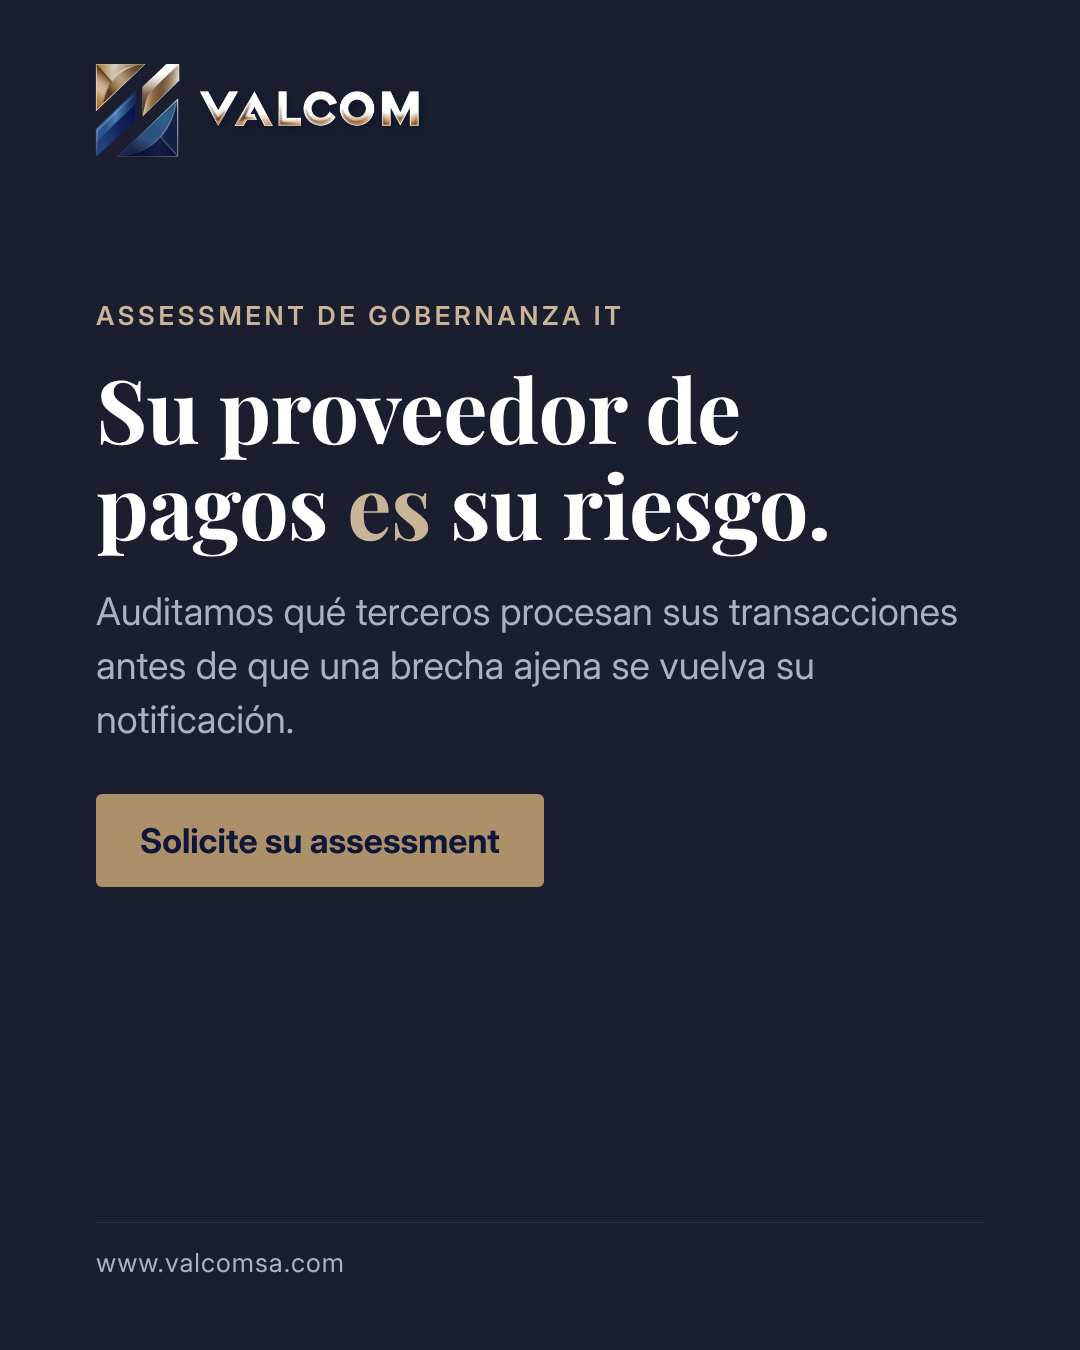 VALCOM
ASSESSMENT DE GOBERNANZA IT
Su proveedor de
pagos es su riesgo.
Auditamos qué terceros procesan sus transacciones
antes de que una brecha ajena se vuelva su
notificación.
Solicite su assessment
www.valcomsa.com